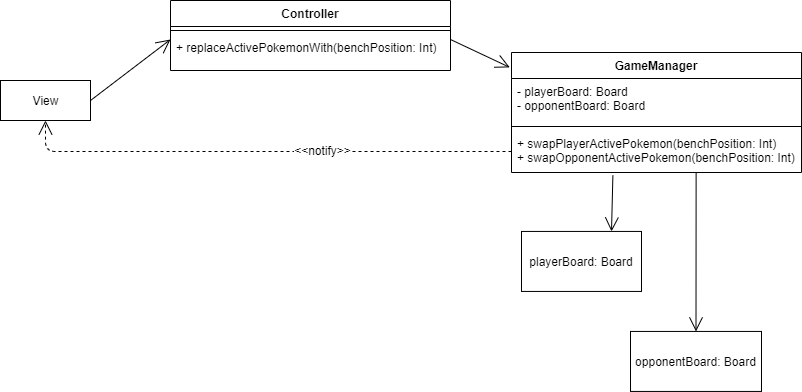 Controller
+ replaceActivePokemonWith(benchPosition: Int)
GameManager
- playerBoard: Board
- opponentBoard: Board
View
+ swapPlayerActivePokemon(benchPosition: Int)
<<notify>>
+ swapOpponentActivePokemon(benchPosition: Int)
playerBoard: Board
opponentBoard: Board